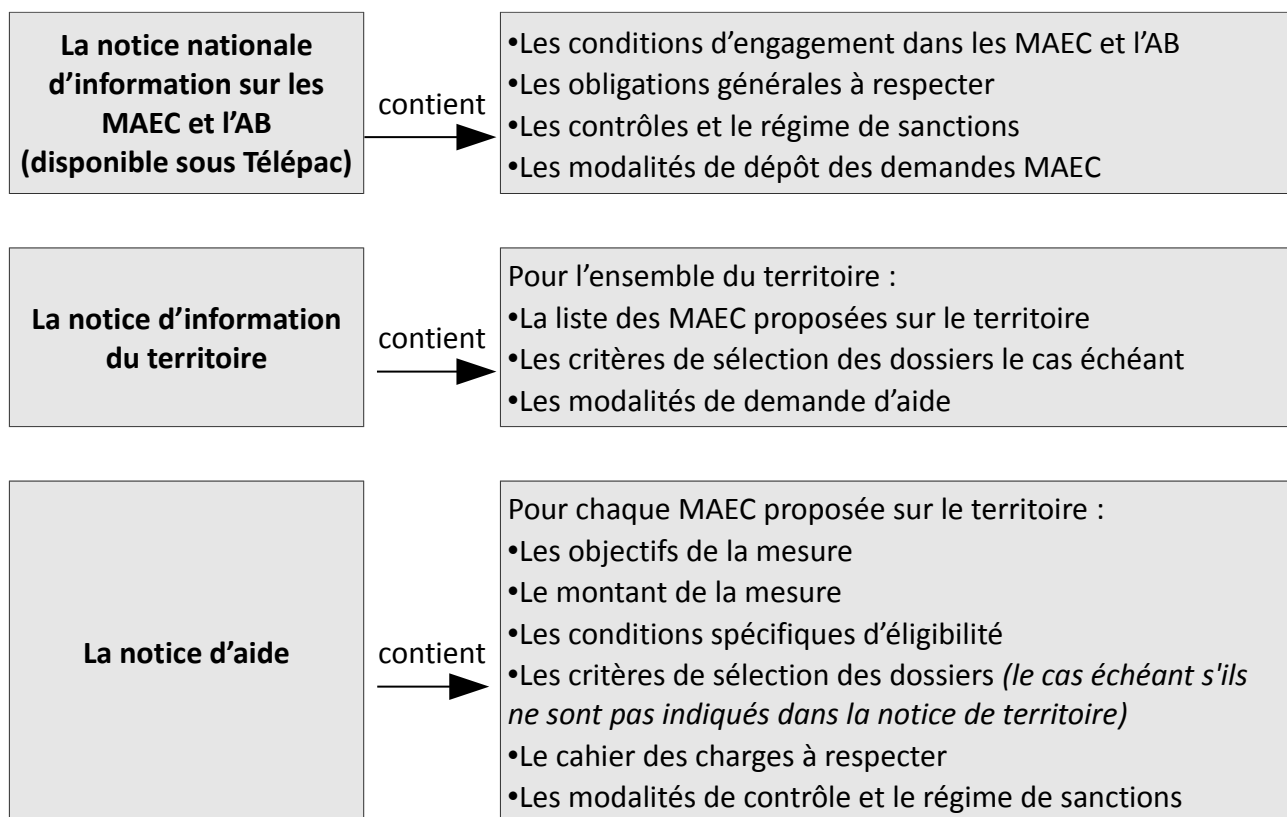 La notice nationale
d’information sur les
MAEC et l’AB
(disponible sous Télépac)
contient
•Les conditions d’engagement dans les MAEC et l’AB
•Les obligations générales à respecter
•Les contrôles et le régime de sanctions
•Les modalités de dépôt des demandes MAEC
La notice d’information
du territoire
contient
Pour l’ensemble du territoire :
•La liste des MAEC proposées sur le territoire
•Les critères de sélection des dossiers le cas échéant
•Les modalités de demande d’aide
La notice d’aide
contient
Pour chaque MAEC proposée sur le territoire :
•Les objectifs de la mesure
•Le montant de la mesure
•Les conditions spécifiques d’éligibilité
•Les critères de sélection des dossiers (le cas échéant s'ils
ne sont pas indiqués dans la notice de territoire)
•Le cahier des charges à respecter
•Les modalités de contrôle et le régime de sanctions